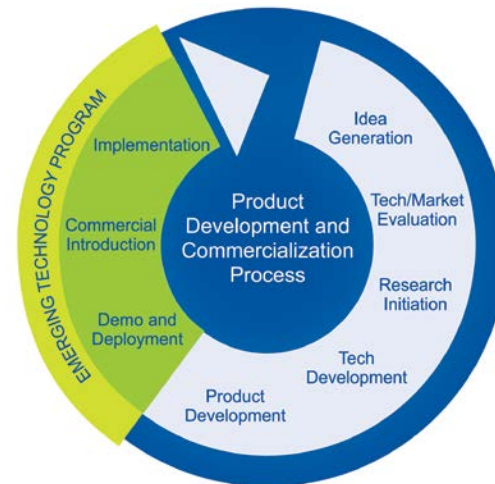 EMERGING TECHNOLOGY PROGRAM
Product
Development and
Commercialization
Process
Idea
Generation
Tech/Market
Evaluation
Research
Initiation
Tech
Development
Product
Development
Demo and
Deployment
Commercial
Introduction
Implementation